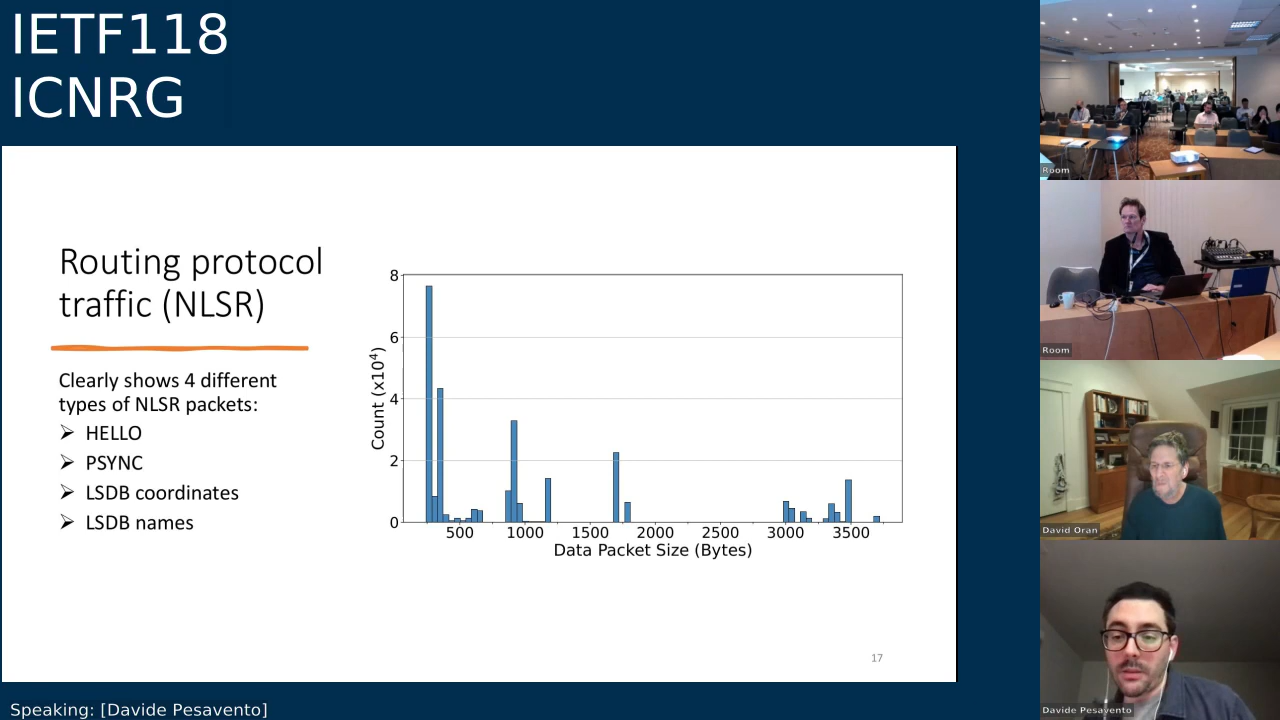 IETF118
ICNRG
Routing protocol
traffic (NLSR)
Clearly shows 4 different
types of NLSR packets:
➢ HELLO
➢ PSYNC
➢ LSDB coordinates
➢ LSDB names
Count (x10⁴)
8
6
4
2
0
500 1000 1500 2000 2500 3000 3500
Data Packet Size (Bytes)
17
Speaking: [Davide Pesavento]
Room
Room
David Oran
Davide Pesavento